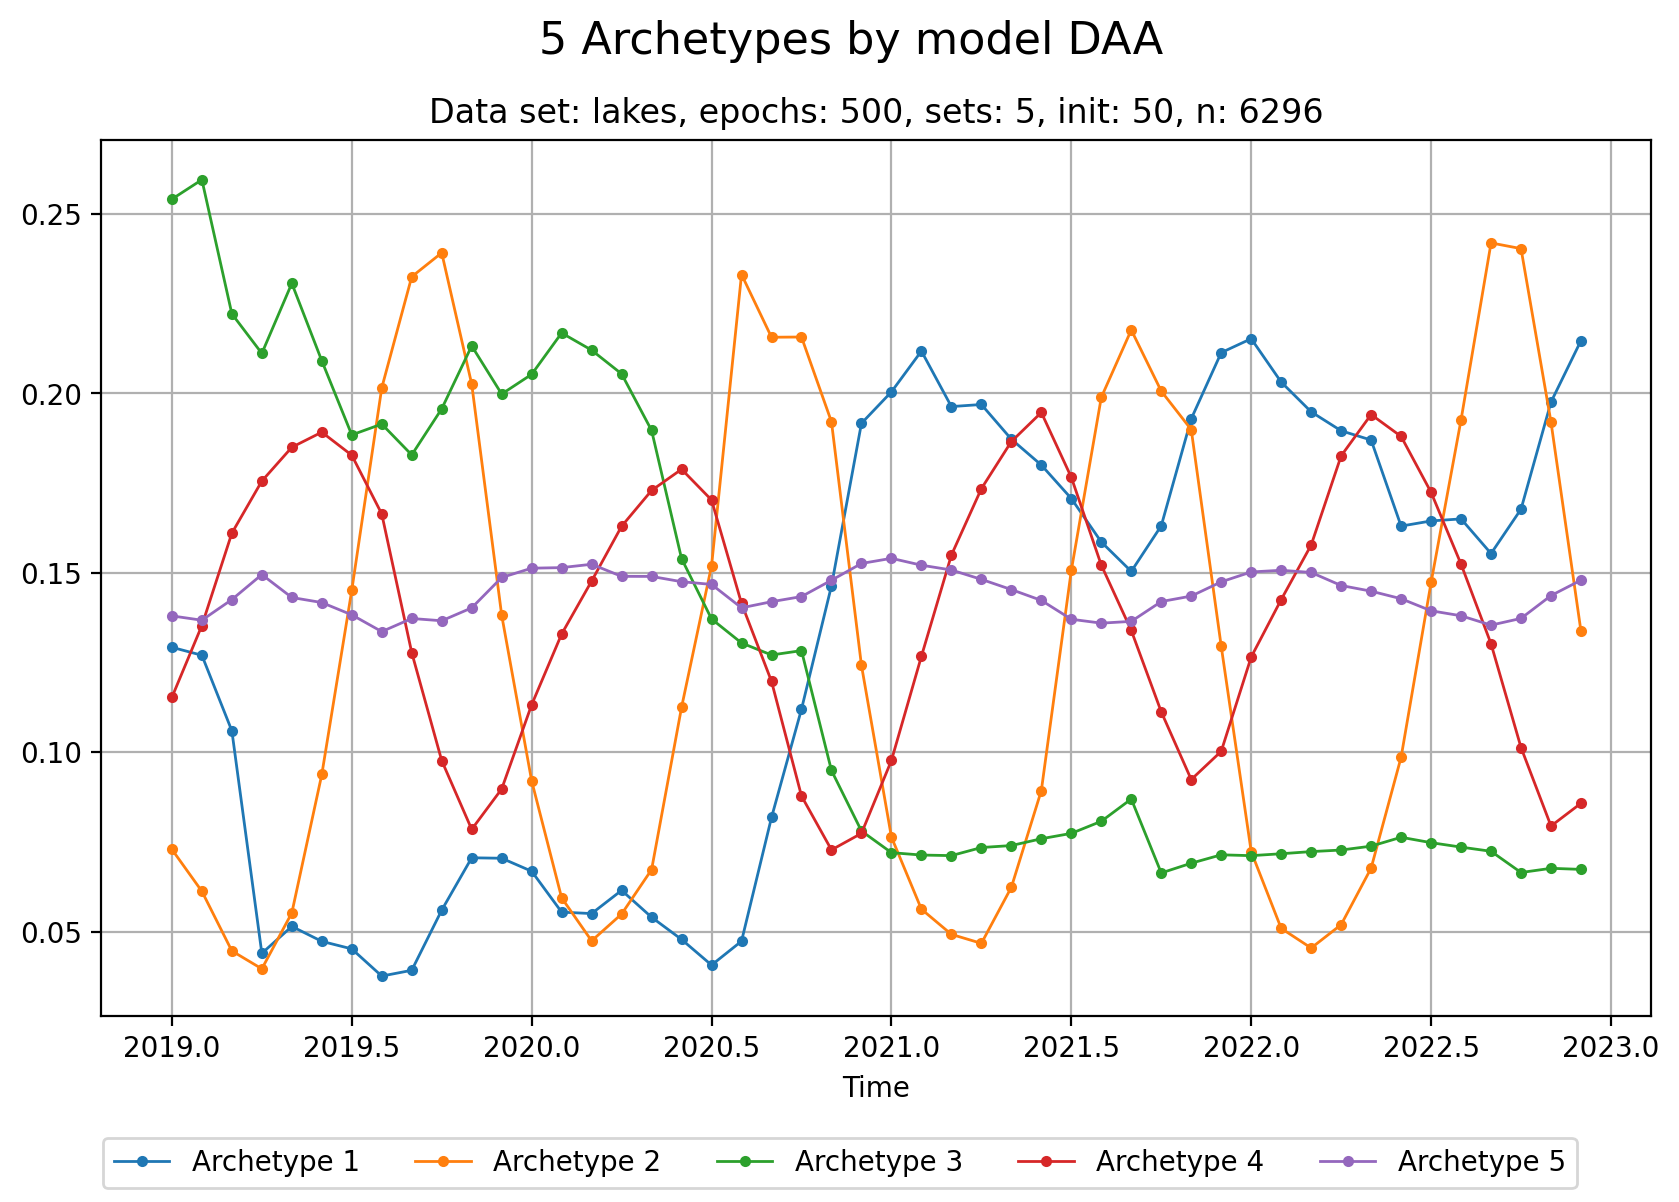 5 Archetypes by model DAA
Data set: lakes, epochs: 500, sets: 5, init: 50, n: 6296
0.25
0.20
0.15
0.10
0.05
2019.0 2019.5 2020.0 2020.5 2021.0 2021.5 2022.0 2022.5 2023.0
Time
Archetype 1 Archetype 2 Archetype 3 Archetype 4 Archetype 5